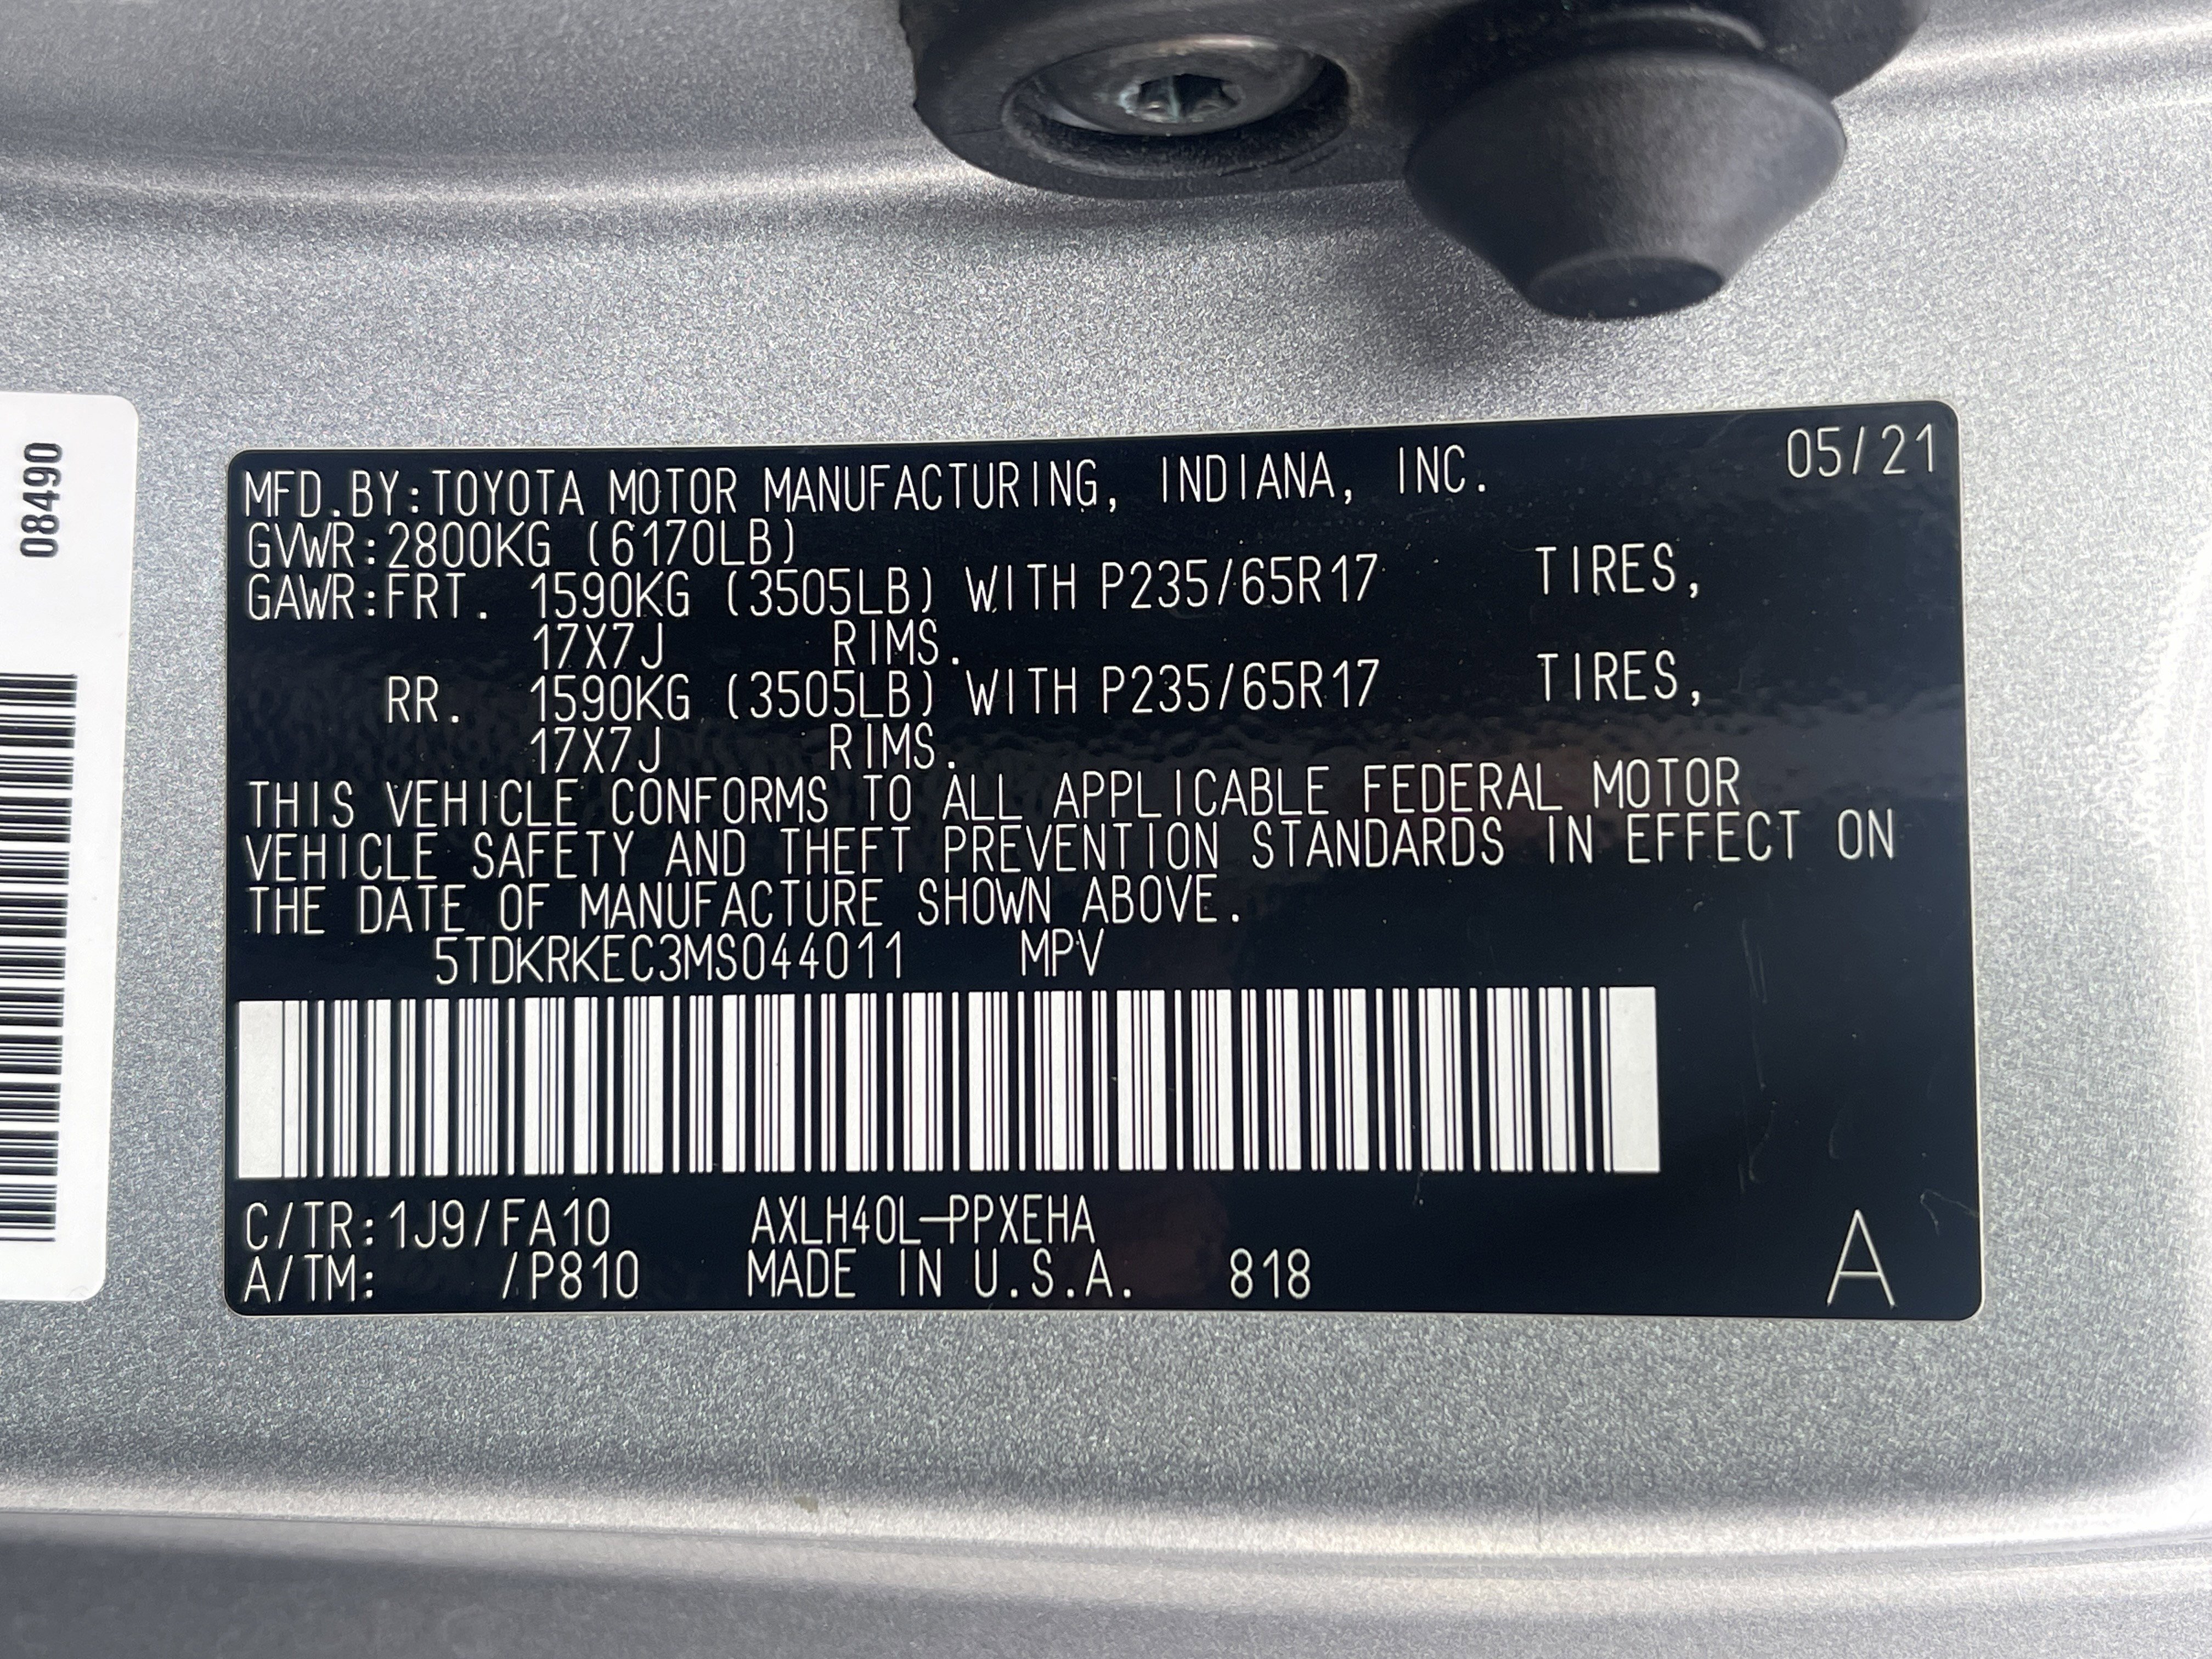 08490
MFD.BY:TOYOTA MOTOR MANUFACTURING, INDIANA, INC. 05/21
GVWR:2800KG (6170LB)
GAWR:FRT. 1590KG (3505LB) WITH P235/65R17 TIRES,
17X7J RIMS.
RR. 1590KG (3505LB) WITH P235/65R17 TIRES,
17X7J RIMS.
THIS VEHICLE CONFORMS TO ALL APPLICABLE FEDERAL MOTOR
VEHICLE SAFETY AND THEFT PREVENTION STANDARDS IN EFFECT ON
THE DATE OF MANUFACTURE SHOWN ABOVE.
5TDKRKEC3MS044011 MPV
C/TR:1J9/FA10 AXLH40L-PPXEHA
A/TM: /P810 MADE IN U.S.A. 818 A